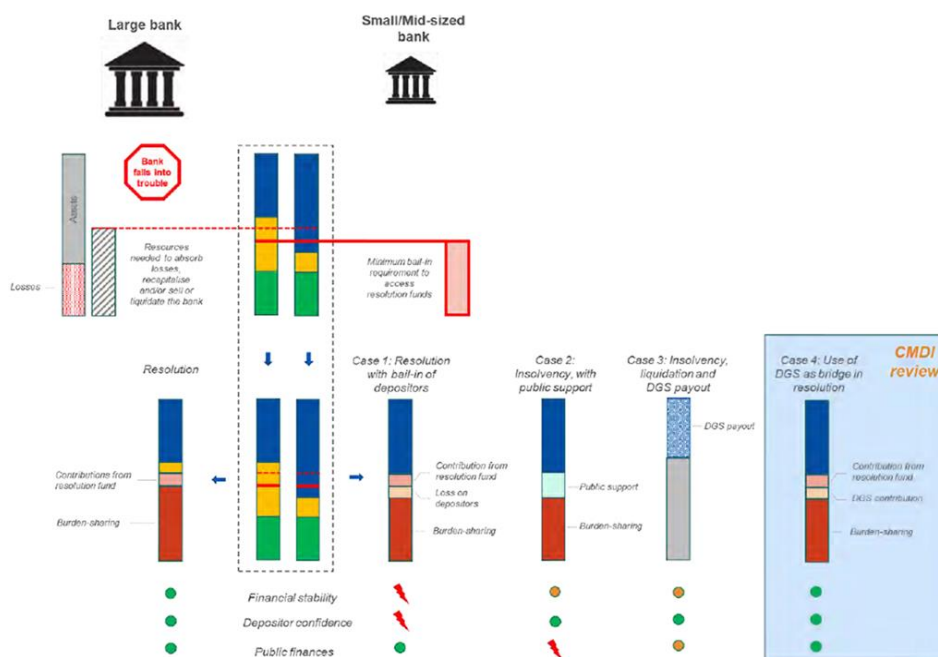 Large bank
Small/Mid-sized
bank
Bank
falls into
trouble
Assets
Losses
Resources
needed to absorb
losses,
recapitalise
and/or sell or
liquidate the bank
Minimum bail-in
requirement to
access
resolution funds
Resolution
Case 1: Resolution
with bail-in of
depositors
Case 2:
Insolvency, with
public support
Case 3: Insolvency,
liquidation and
DGS payout
Case 4: Use of
DGS as bridge in
resolution
CMDI
review
Contributions from
resolution fund
Burden-sharing
Contribution from
resolution fund
Loss on
depositors
Burden-sharing
Public support
Burden-sharing
DGS payout
Contribution from
resolution fund
DGS contribution
Burden-sharing
Financial stability
Depositor confidence
Public finances